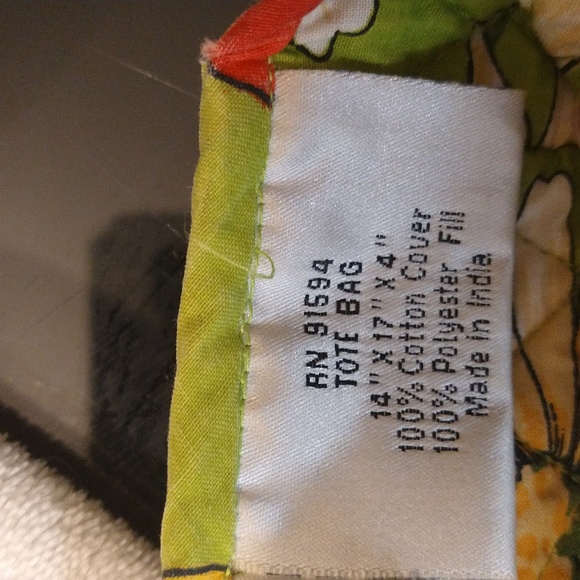 RN 91594
TOTE BAG
14" X 17" X 4"
100% Cotton Cover
100% Polyester Fill
Made in India.